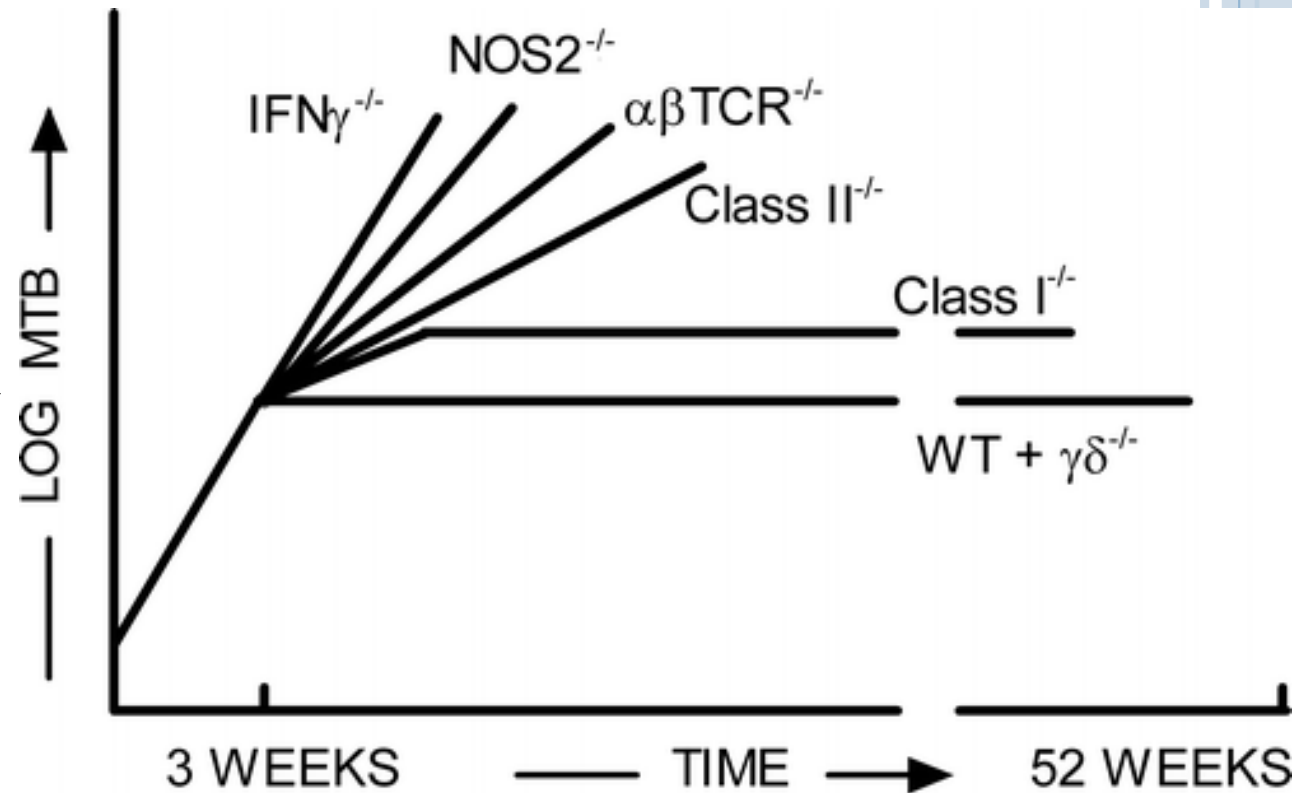 NOS2-/-
IFNγ-/-
αβTCR-/-
Class II-/-
Class I-/-
WT + γδ-/-
LOG MTB
3 WEEKS
TIME
52 WEEKS